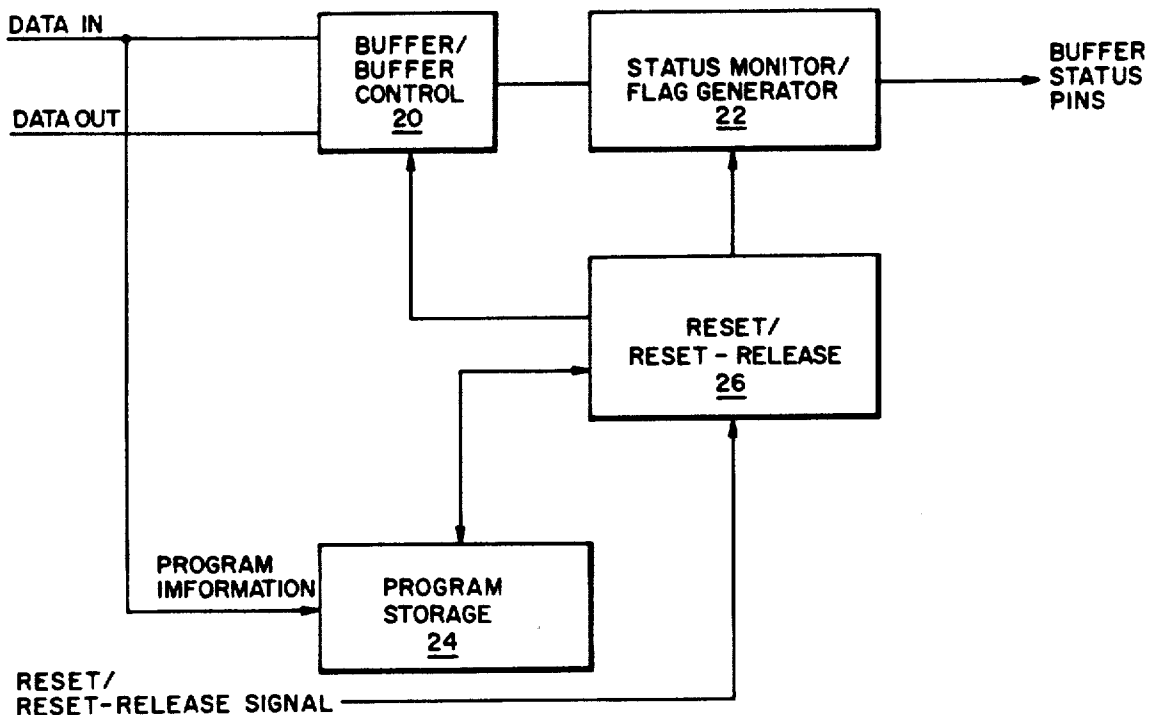 DATA IN
BUFFER/
BUFFER
CONTROL
20
STATUS MONITOR/
FLAG GENERATOR
22
BUFFER
STATUS
PINS
DATA OUT
RESET/
RESET - RELEASE
26
PROGRAM
IMFORMATION
PROGRAM
STORAGE
24
RESET/
RESET-RELEASE SIGNAL